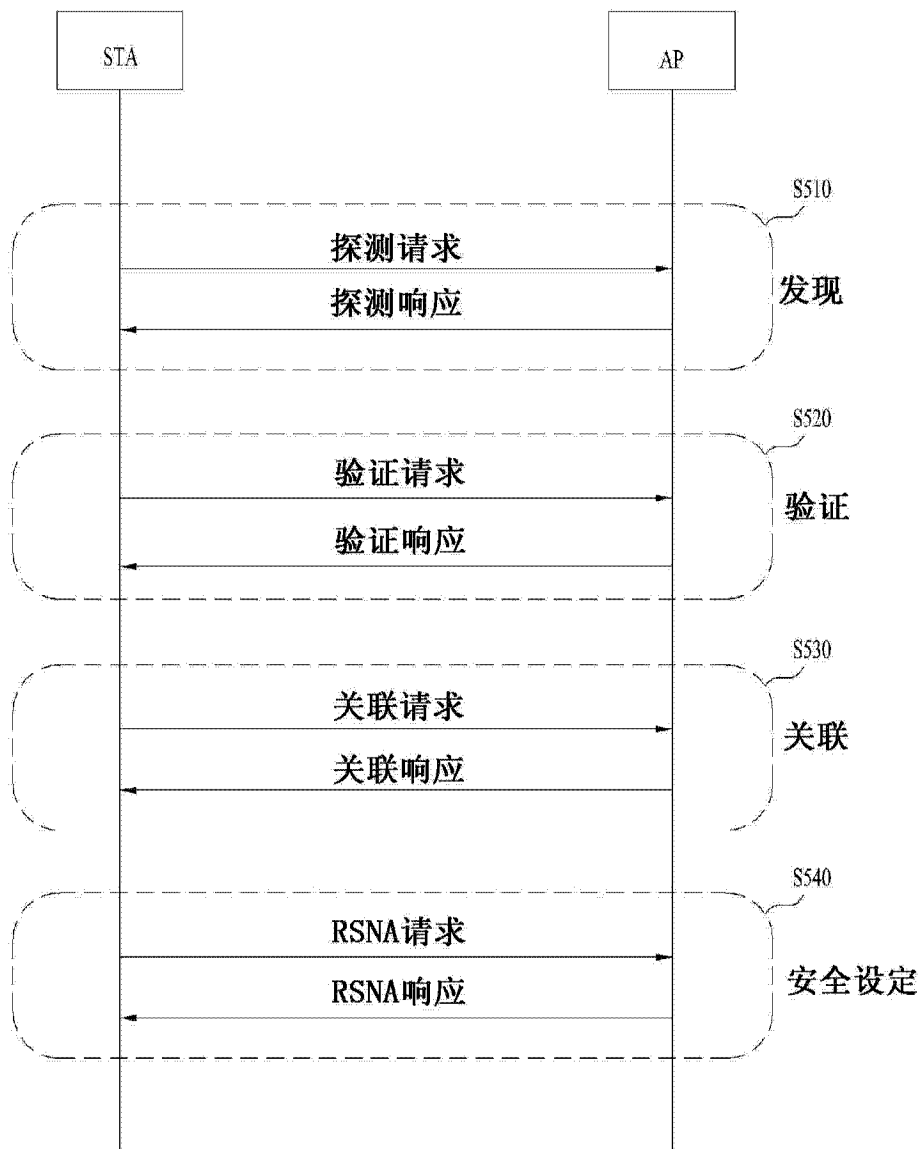 STA
AP
S510
探测请求
探测响应
发现
S520
验证请求
验证响应
验证
S530
关联请求
关联响应
关联
S540
RSNA请求
RSNA响应
安全设定